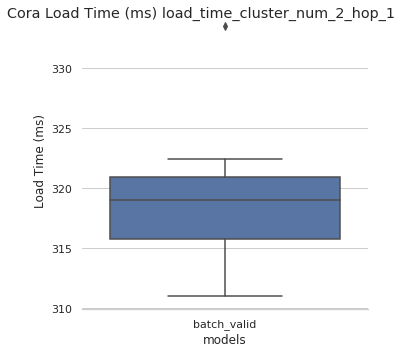 Cora Load Time (ms) load_time_cluster_num_2_hop_1
330
325
320
315
310
Load Time (ms)
batch_valid
models